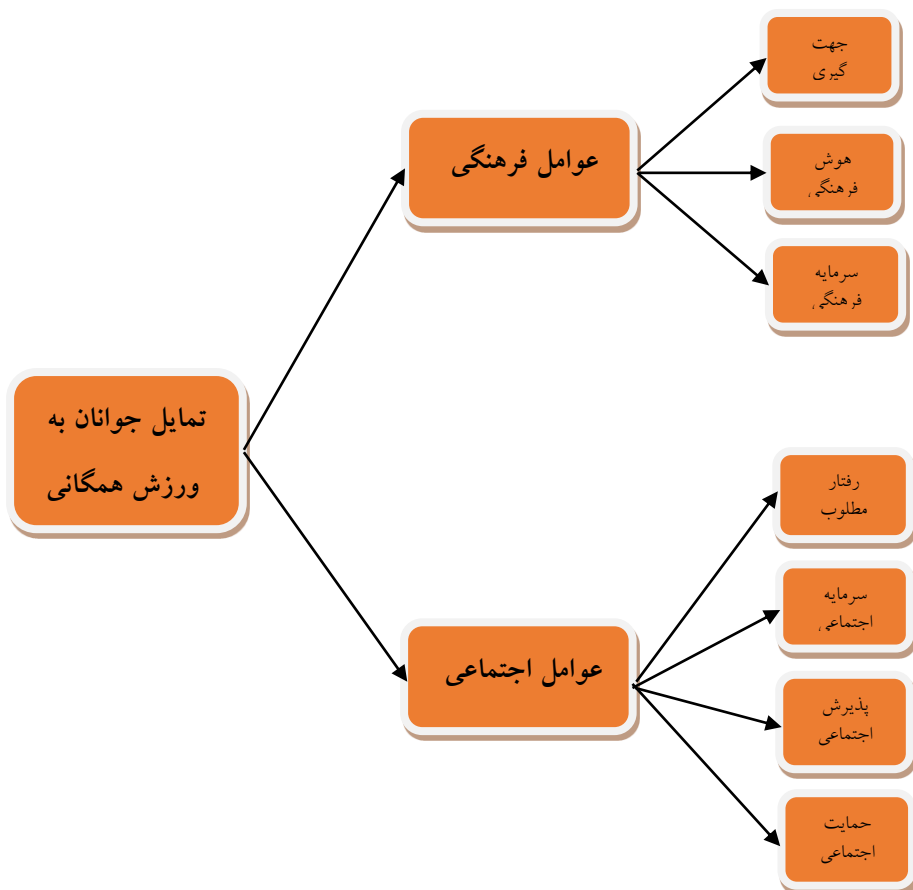 جهت
گیری
عوامل فرهنگی
هوش
فرهنگی
سرمایه
فرهنگی
تمایل جوانان به
ورزش همگانی
رفتار
مطلوب
سرمایه
اجتماعی
عوامل اجتماعی
پذیرش
اجتماعی
حمایت
اجتماعی